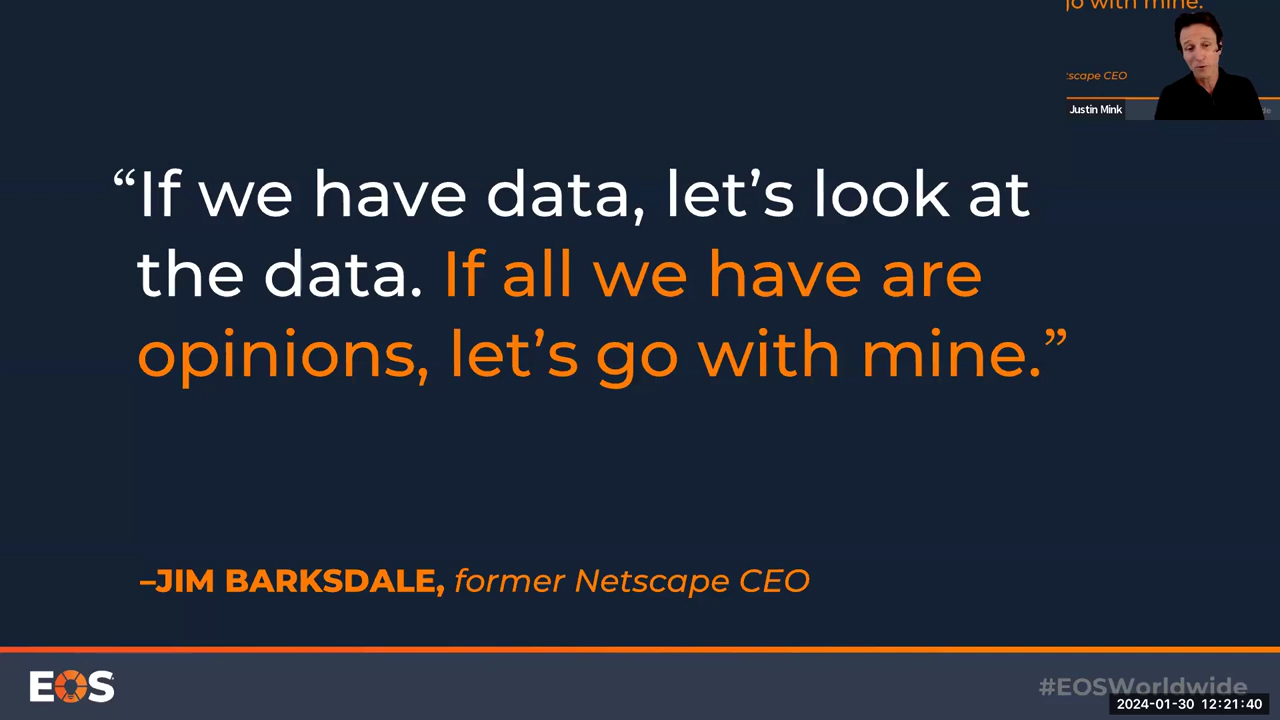 go with mine.”
tscape CEO
Justin Mink
“If we have data, let’s look at
the data. If all we have are
opinions, let’s go with mine.”
–JIM BARKSDALE, former Netscape CEO
EOS
#EOSWorldwide
2024-01-30 12:21:40